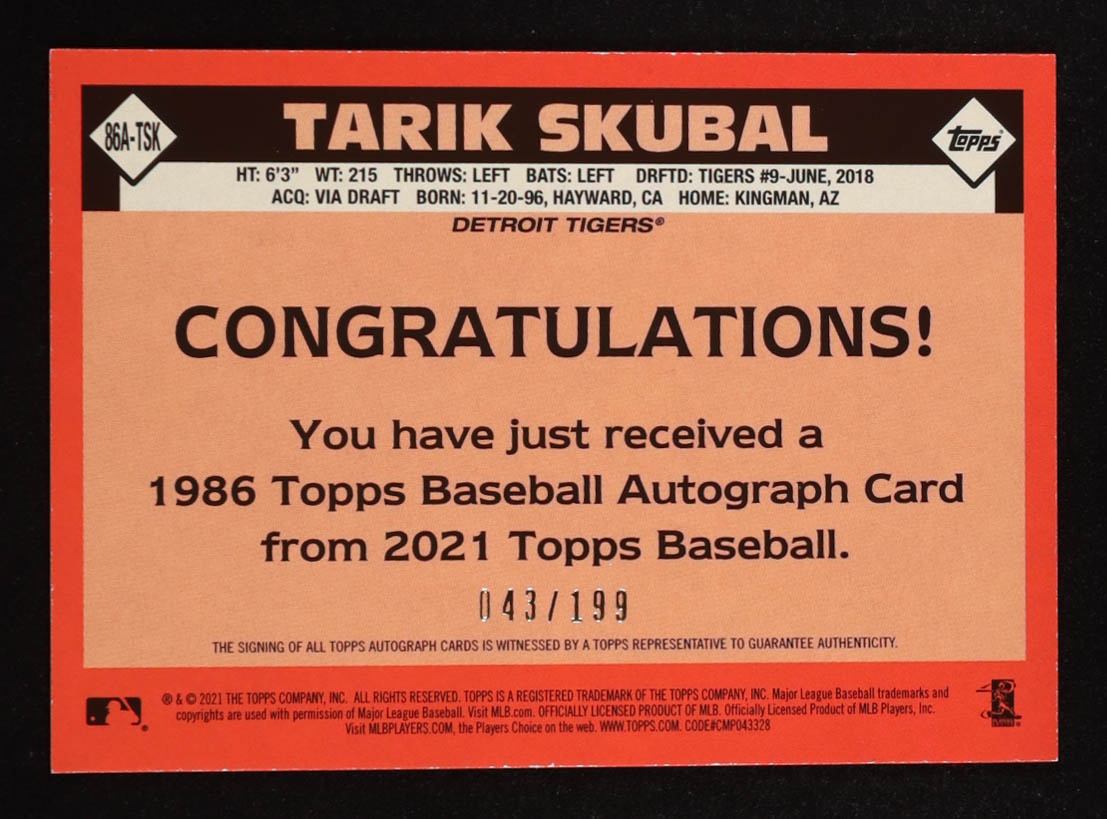 86A-TSK
TARIK SKUBAL
Topps®
HT: 6'3" WT: 215 THROWS: LEFT BATS: LEFT DRFTD: TIGERS #9-JUNE, 2018
ACQ: VIA DRAFT BORN: 11-20-96, HAYWARD, CA HOME: KINGMAN, AZ
DETROIT TIGERS®
CONGRATULATIONS!
You have just received a
1986 Topps Baseball Autograph Card
from 2021 Topps Baseball.
043/199
THE SIGNING OF ALL TOPPS AUTOGRAPH CARDS IS WITNESSED BY A TOPPS REPRESENTATIVE TO GUARANTEE AUTHENTICITY.
® & © 2021 THE TOPPS COMPANY, INC. ALL RIGHTS RESERVED. TOPPS IS A REGISTERED TRADEMARK OF THE TOPPS COMPANY, INC. Major League Baseball trademarks and
copyrights are used with permission of Major League Baseball. Visit MLB.com. OFFICIALLY LICENSED PRODUCT OF MLB. Officially Licensed Product of MLB Players, Inc.
Visit MLBPLAYERS.COM, the Players Choice on the web. WWW.TOPPS.COM. CODE#CMP043328